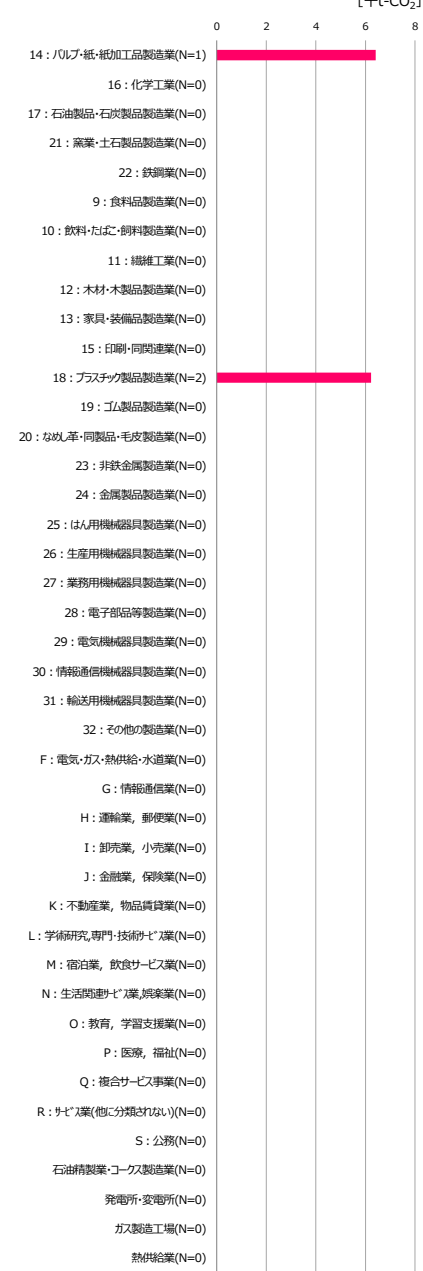 [千t-CO2]
0 2 4 6 8
14：パルプ・紙・紙加工品製造業(N=1)
16：化学工業(N=0)
17：石油製品・石炭製品製造業(N=0)
21：窯業・土石製品製造業(N=0)
22：鉄鋼業(N=0)
9：食料品製造業(N=0)
10：飲料・たばこ・飼料製造業(N=0)
11：繊維工業(N=0)
12：木材・木製品製造業(N=0)
13：家具・装備品製造業(N=0)
15：印刷・同関連業(N=0)
18：プラスチック製品製造業(N=2)
19：ゴム製品製造業(N=0)
20：なめし革・同製品・毛皮製造業(N=0)
23：非鉄金属製造業(N=0)
24：金属製品製造業(N=0)
25：はん用機械器具製造業(N=0)
26：生産用機械器具製造業(N=0)
27：業務用機械器具製造業(N=0)
28：電子部品等製造業(N=0)
29：電気機械器具製造業(N=0)
30：情報通信機械器具製造業(N=0)
31：輸送用機械器具製造業(N=0)
32：その他の製造業(N=0)
F：電気・ガス・熱供給・水道業(N=0)
G：情報通信業(N=0)
H：運輸業，郵便業(N=0)
I：卸売業，小売業(N=0)
J：金融業，保険業(N=0)
K：不動産業，物品賃貸業(N=0)
L：学術研究,専門・技術ｻｰﾋﾞｽ業(N=0)
M：宿泊業，飲食サービス業(N=0)
N：生活関連ｻｰﾋﾞｽ業,娯楽業(N=0)
O：教育，学習支援業(N=0)
P：医療，福祉(N=0)
Q：複合サービス事業(N=0)
R：ｻｰﾋﾞｽ業(他に分類されない)(N=0)
S：公務(N=0)
石油精製業・コークス製造業(N=0)
発電所・変電所(N=0)
ガス製造工場(N=0)
熱供給業(N=0)